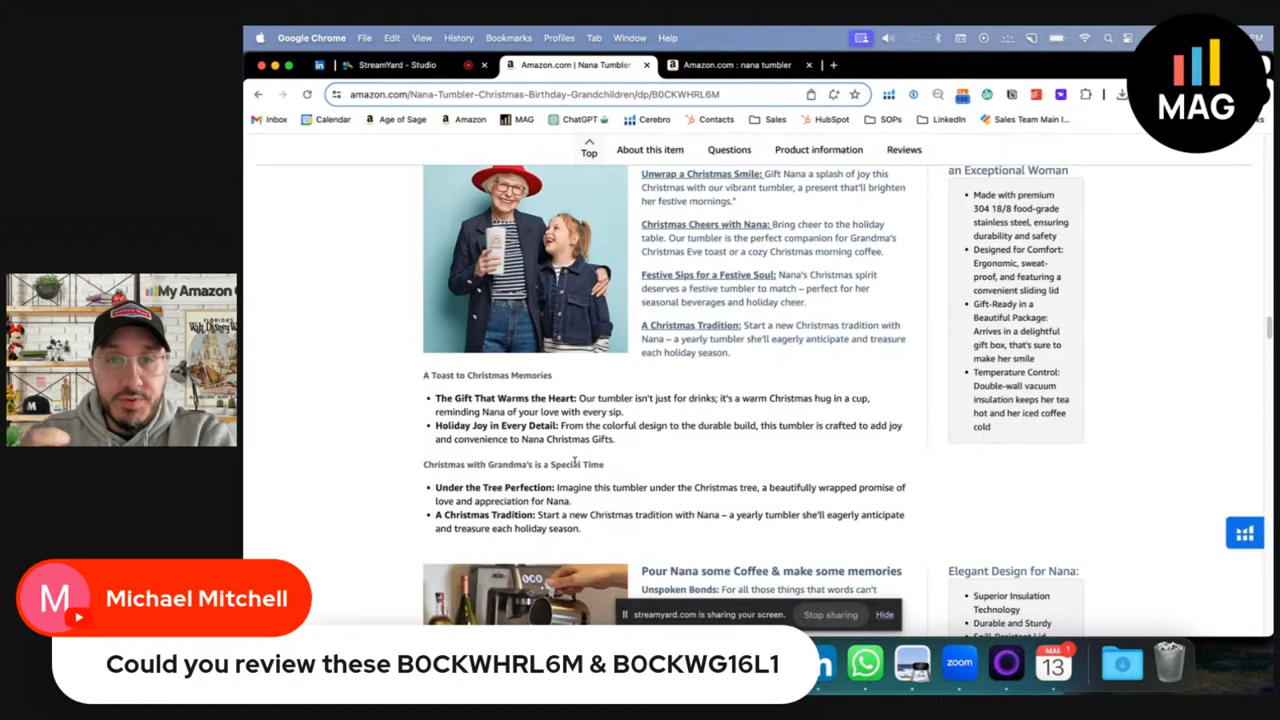 Google Chrome File Edit View History Bookmarks Profiles Tab Window Help
StreamYard - Studio
Amazon.com | Nana Tumbler
Amazon.com : nana tumbler
amazon.com/Nana-Tumbler-Christmas-Birthday-Grandchildren/dp/B0CKWHRL6M
MAG
Inbox Calendar Age of Sage Amazon MAG ChatGPT Cerebro Contacts Sales HubSpot SOPs LinkedIn Sales Team Main I...
Top About this item Questions Product information Reviews
Unwrap a Christmas Smile: Gift Nana a splash of joy this
Christmas with our vibrant tumbler, a present that'll brighten
her festive mornings."
Christmas Cheers with Nana: Bring cheer to the holiday
table. Our tumbler is the perfect companion for Grandma's
Christmas Eve toast or a cozy Christmas morning coffee.
Festive Sips for a Festive Soul: Nana's Christmas spirit
deserves a festive tumbler to match – perfect for her
seasonal beverages and holiday cheer.
A Christmas Tradition: Start a new Christmas tradition with
Nana – a yearly tumbler she'll eagerly anticipate and treasure
each holiday season.
an Exceptional Woman
• Made with premium
304 18/8 food-grade
stainless steel, ensuring
durability and safety
• Designed for Comfort:
Ergonomic, sweat-
proof, and featuring a
convenient sliding lid
• Gift-Ready in a
Beautiful Package:
Arrives in a delightful
gift box, that's sure to
make her smile
• Temperature Control:
Double-wall vacuum
insulation keeps her tea
hot and her iced coffee
cold
A Toast to Christmas Memories
• The Gift That Warms the Heart: Our tumbler isn't just for drinks; it's a warm Christmas hug in a cup,
reminding Nana of your love with every sip.
• Holiday Joy in Every Detail: From the colorful design to the durable build, this tumbler is crafted to add joy
and convenience to Nana Christmas Gifts.
Christmas with Grandma's is a Special Time
• Under the Tree Perfection: Imagine this tumbler under the Christmas tree, a beautifully wrapped promise of
love and appreciation for Nana.
• A Christmas Tradition: Start a new Christmas tradition with Nana – a yearly tumbler she'll eagerly anticipate
and treasure each holiday season.
Pour Nana some Coffee & make some memories
Unspoken Bonds: For all those things that words can't
Elegant Design for Nana:
• Superior Insulation
Technology
• Durable and Sturdy
streamyard.com is sharing your screen. Stop sharing Hide
My Amazon
FLORIDA'S
M
Michael Mitchell
Could you review these B0CKWHRL6M & B0CKWG16L1
zoom
13